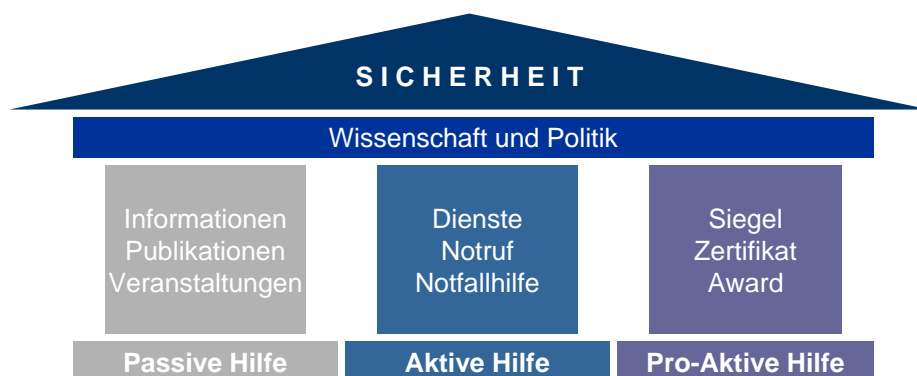 SICHERHEIT
Wissenschaft und Politik
Informationen
Publikationen
Veranstaltungen
Dienste
Notruf
Notfallhilfe
Siegel
Zertifikat
Award
Passive Hilfe
Aktive Hilfe
Pro-Aktive Hilfe